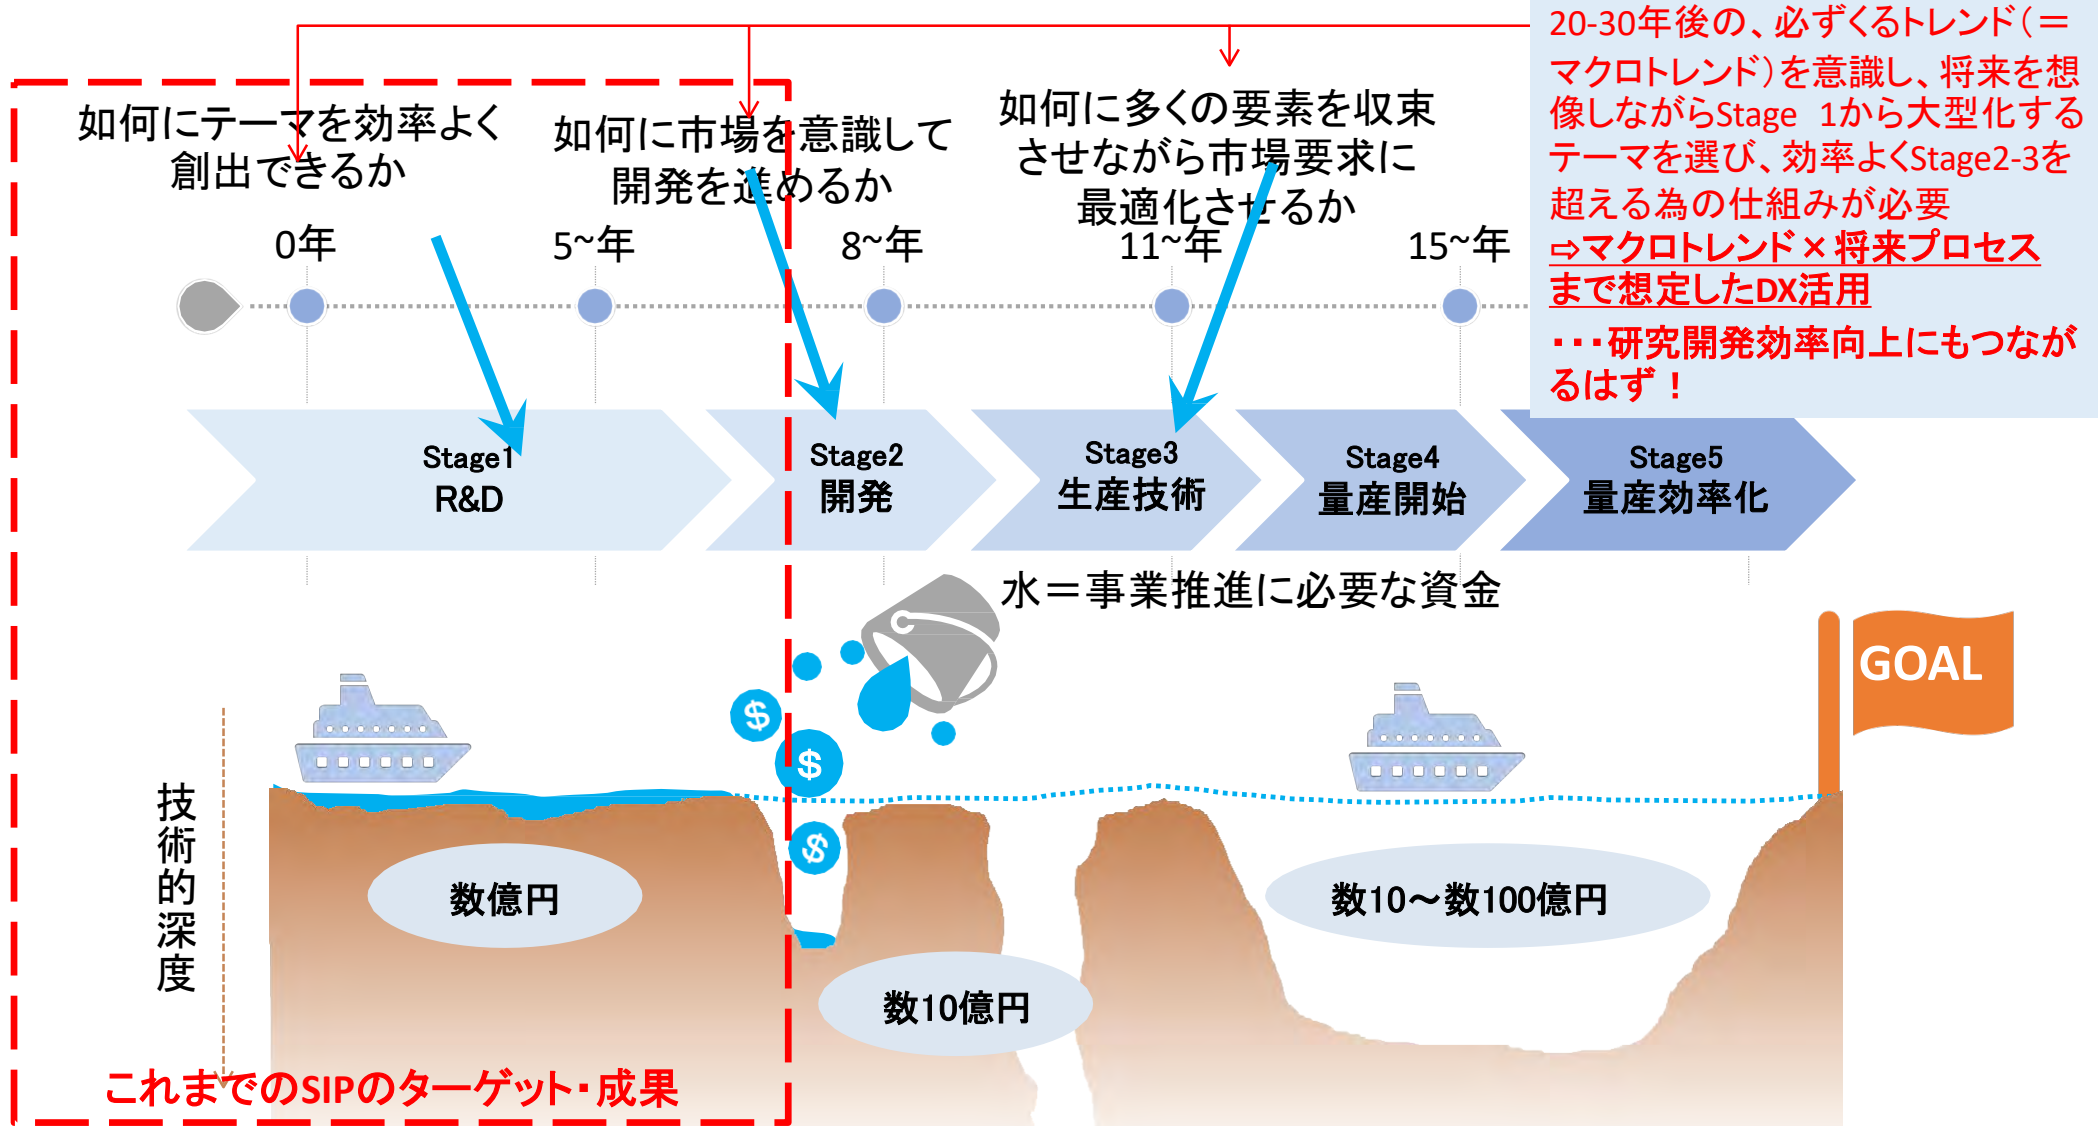 20-30年後の、必ずくるトレンド（＝
マクロトレンド）を意識し、将来を想
像しながらStage 1から大型化する
テーマを選び、効率よくStage2-3を
超える為の仕組みが必要
⇨マクロトレンド×将来プロセス
まで想定したDX活用
・・・研究開発効率向上にもつなが
るはず！
如何にテーマを効率よく
創出できるか
如何に市場を意識して
開発を進めるか
如何に多くの要素を収束
させながら市場要求に
最適化させるか
0年
5~年
8~年
11~年
15~年
Stage1
R&D
Stage2
開発
Stage3
生産技術
Stage4
量産開始
Stage5
量産効率化
水＝事業推進に必要な資金
GOAL
$
$
$
技術的深度
数億円
数10億円
数10～数100億円
これまでのSIPのターゲット・成果